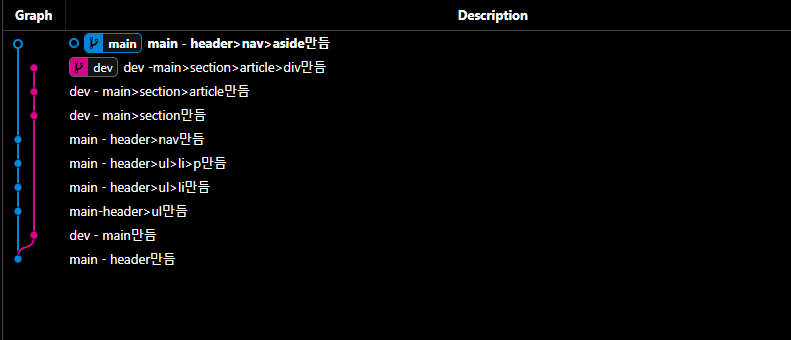 Graph Description
main main - header>nav>aside만듬
dev dev -main>section>article>div만듬
dev - main>section>article만듬
dev - main>section만듬
main - header>nav만듬
main - header>ul>li>p만듬
main - header>ul>li만듬
main-header>ul만듬
dev - main만듬
main - header만듬